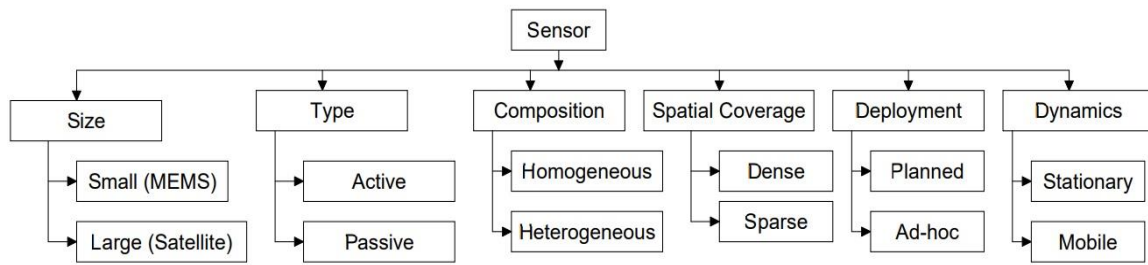 Sensor
Size
Type
Composition
Spatial Coverage
Deployment
Dynamics
Small (MEMS)
Active
Homogeneous
Dense
Planned
Stationary
Large (Satellite)
Passive
Heterogeneous
Sparse
Ad-hoc
Mobile